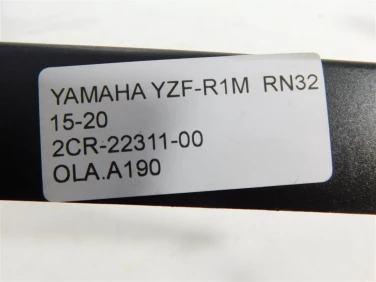 YAMAHA YZF-R1M RN32
15-20
2CR-22311-00
OLA.A190